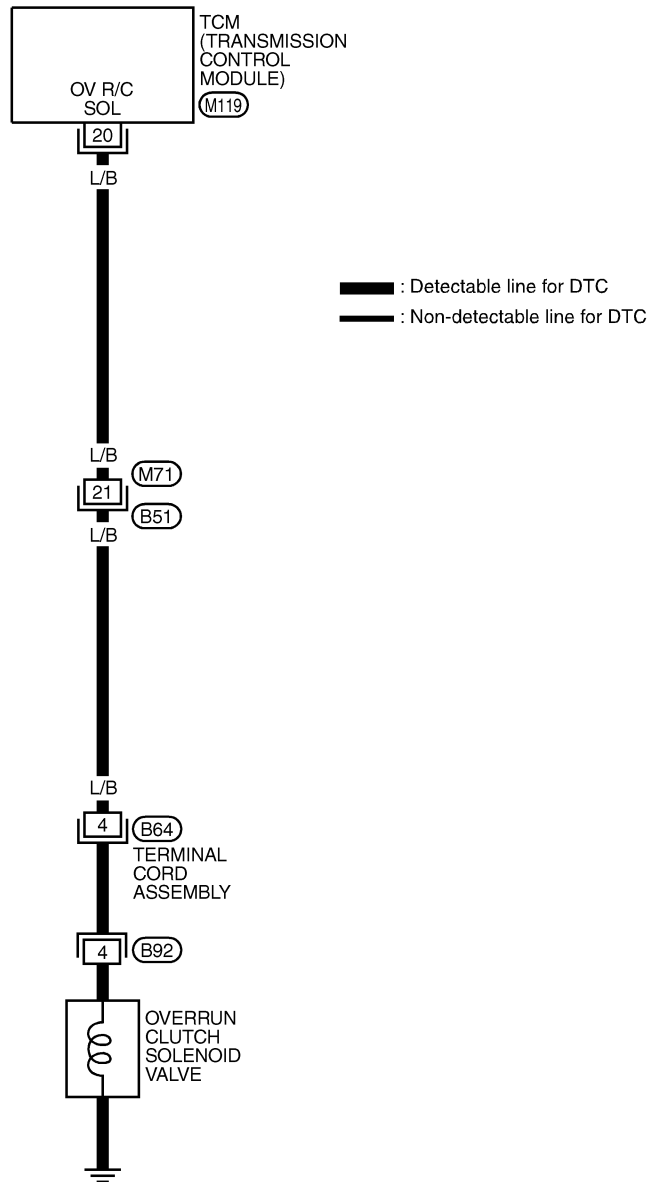 TCM
(TRANSMISSION
CONTROL
MODULE)
M119
OV R/C
SOL
20
L/B
: Detectable line for DTC
: Non-detectable line for DTC
L/B
M71
21
B51
L/B
L/B
4
B64
TERMINAL
CORD
ASSEMBLY
4
B92
OVERRUN
CLUTCH
SOLENOID
VALVE